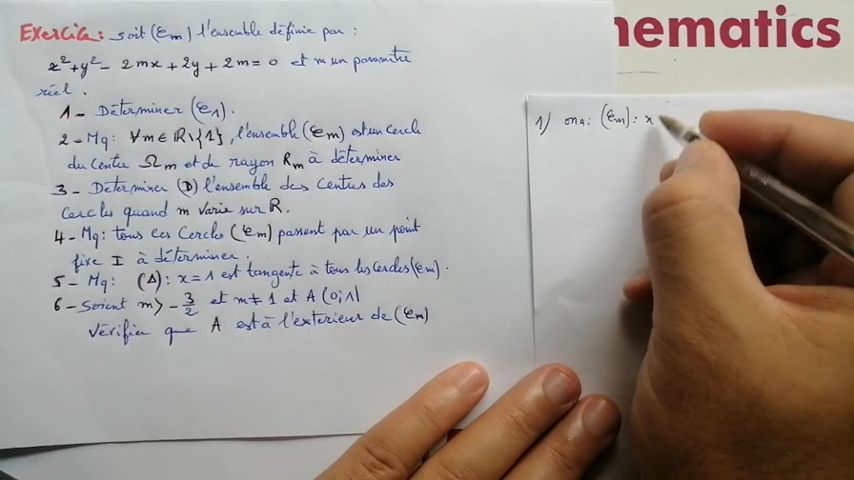 hematics
Exercice: soit (𝒞m) l'ensemble définie par:
x²+y²- 2mx+2y+2m=0 et m un paramètre
réel.
1- Déterminer (𝒞1).
2- Mq: ∀m∈ℝ\{1}, l'ensemble (𝒞m) est un cercle
du centre Ωm et de rayon Rm à déterminer
3- Déterminer (D) l'ensemble des centres des
cercles quand m varie sur ℝ.
4- Mq: tous ces cercles (𝒞m) passent par un point
fixe I à déterminer.
5- Mq: (Δ): x=1 est tangente à tous les cercles (𝒞m).
6- Soient m>-3/2 et m≠1 et A(0;1)
Vérifier que A est à l'exterieur de (𝒞m)
1) ona: (𝒞m): x